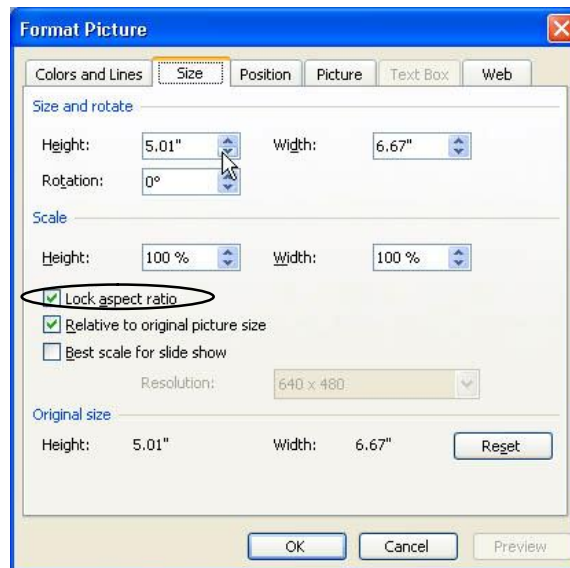 Format Picture
Colors and Lines Size Position Picture Text Box Web
Size and rotate
Height: 5.01" Width: 6.67"
Rotation: 0°
Scale
Height: 100 % Width: 100 %
Lock aspect ratio
Relative to original picture size
Best scale for slide show
Resolution: 640 x 480
Original size
Height: 5.01" Width: 6.67" Reset
OK Cancel Preview